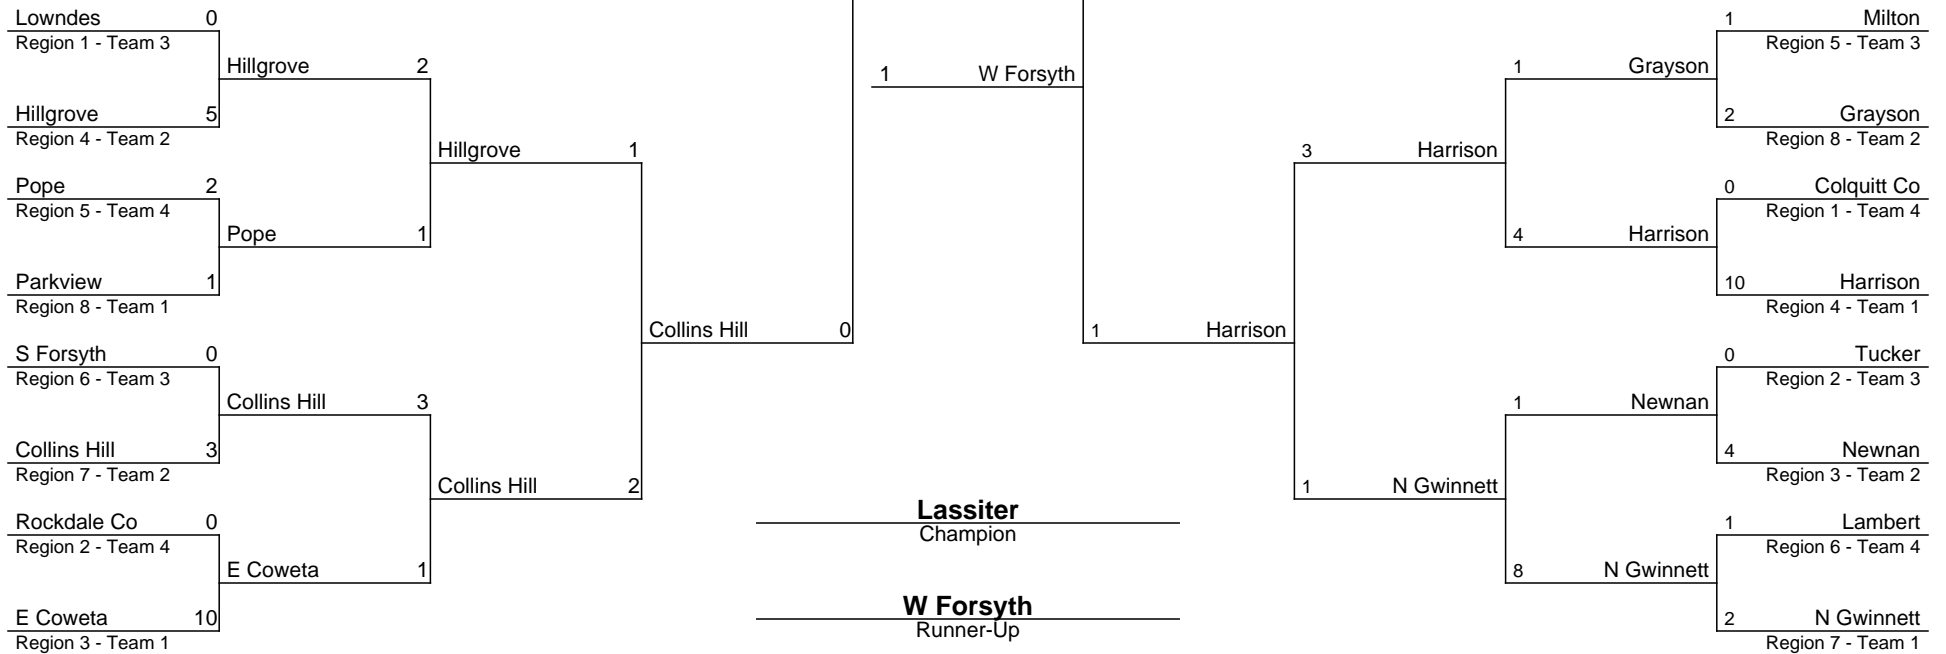 Lowndes 0
Region 1 - Team 3
Hillgrove 2
Hillgrove 5
Region 4 - Team 2
Hillgrove 1
Pope 2
Region 5 - Team 4
Pope 1
Parkview 1
Region 8 - Team 1
Collins Hill 0
S Forsyth 0
Region 6 - Team 3
Collins Hill 3
Collins Hill 3
Region 7 - Team 2
Collins Hill 2
Rockdale Co 0
Region 2 - Team 4
E Coweta 1
E Coweta 10
Region 3 - Team 1
1 W Forsyth
Lassiter
Champion
W Forsyth
Runner-Up
1 Milton
Region 5 - Team 3
1 Grayson
2 Grayson
Region 8 - Team 2
3 Harrison
0 Colquitt Co
Region 1 - Team 4
4 Harrison
10 Harrison
Region 4 - Team 1
1 Harrison
0 Tucker
Region 2 - Team 3
1 Newnan
4 Newnan
Region 3 - Team 2
1 N Gwinnett
1 Lambert
Region 6 - Team 4
8 N Gwinnett
2 N Gwinnett
Region 7 - Team 1